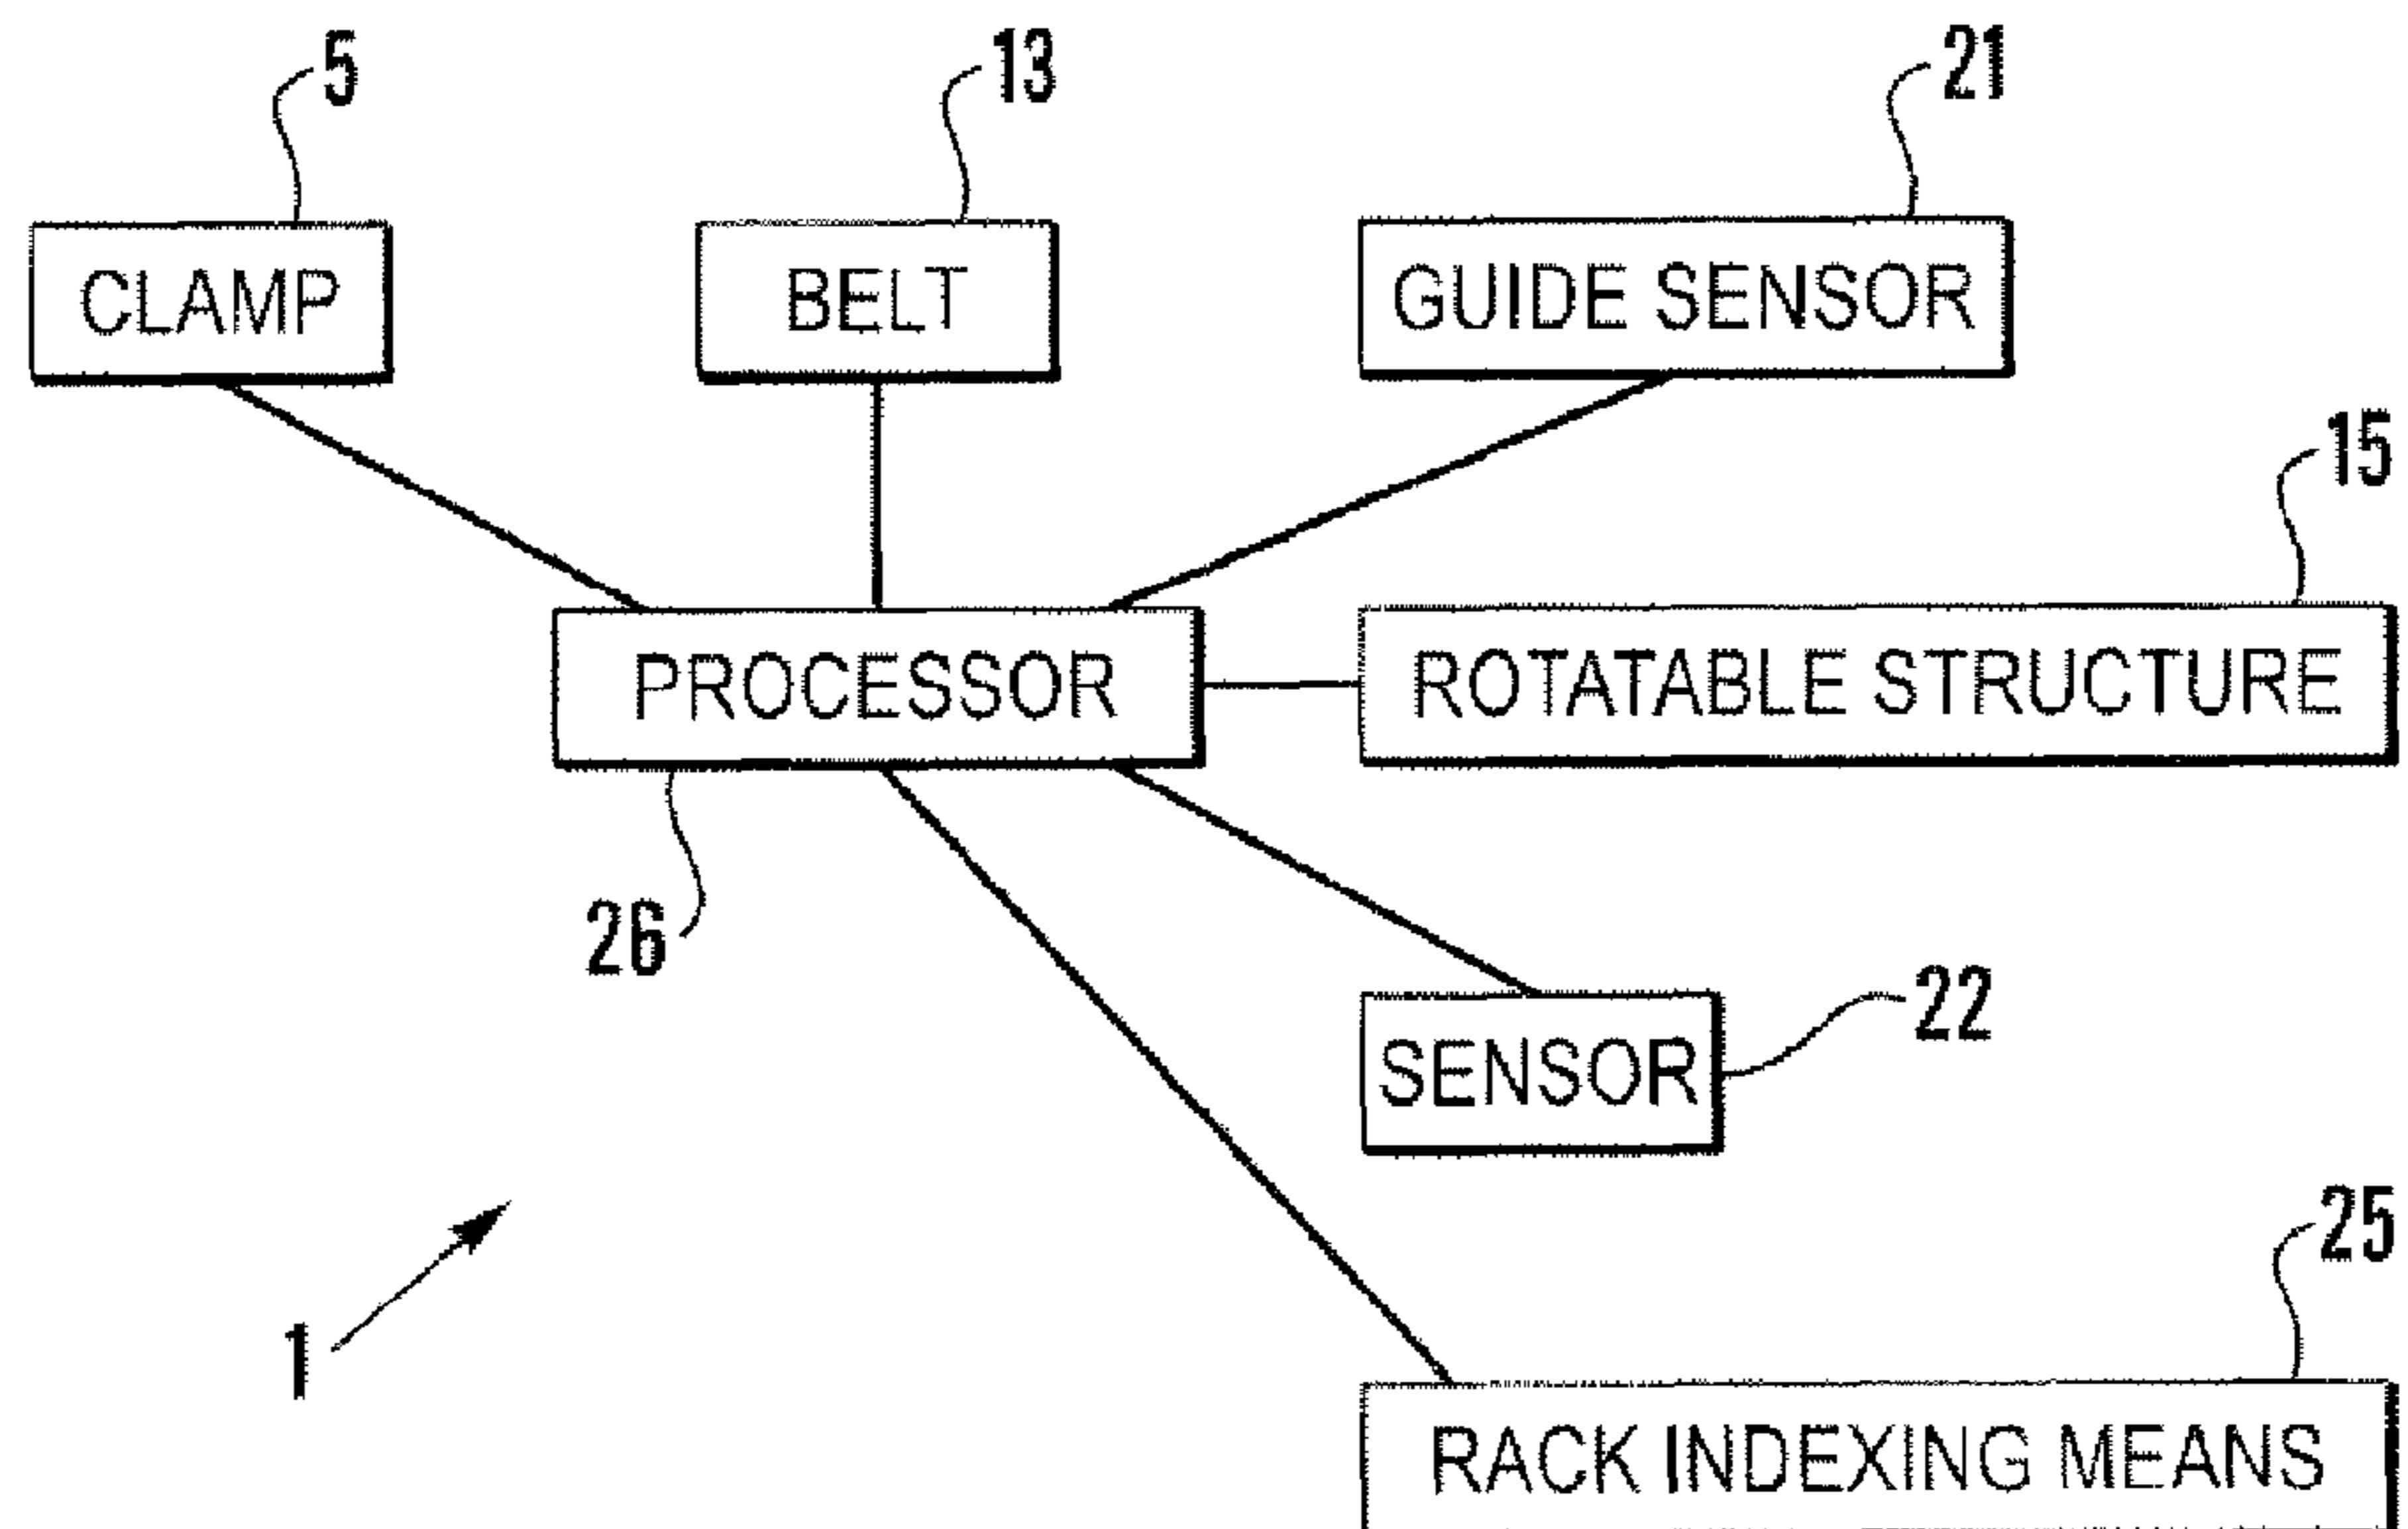 5
13
21
CLAMP
BELT
GUIDE SENSOR
15
PROCESSOR
ROTATABLE STRUCTURE
26
22
SENSOR
25
1
RACK INDEXING MEANS